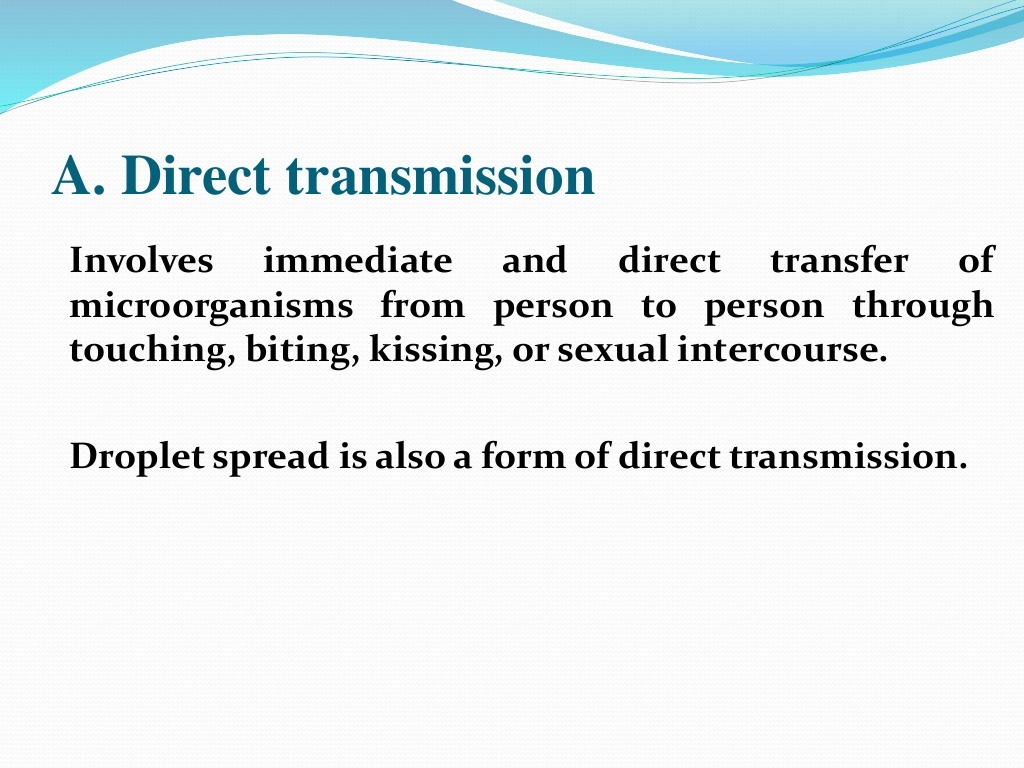 A. Direct transmission
Involves immediate and direct transfer of
microorganisms from person to person through
touching, biting, kissing, or sexual intercourse.
Droplet spread is also a form of direct transmission.